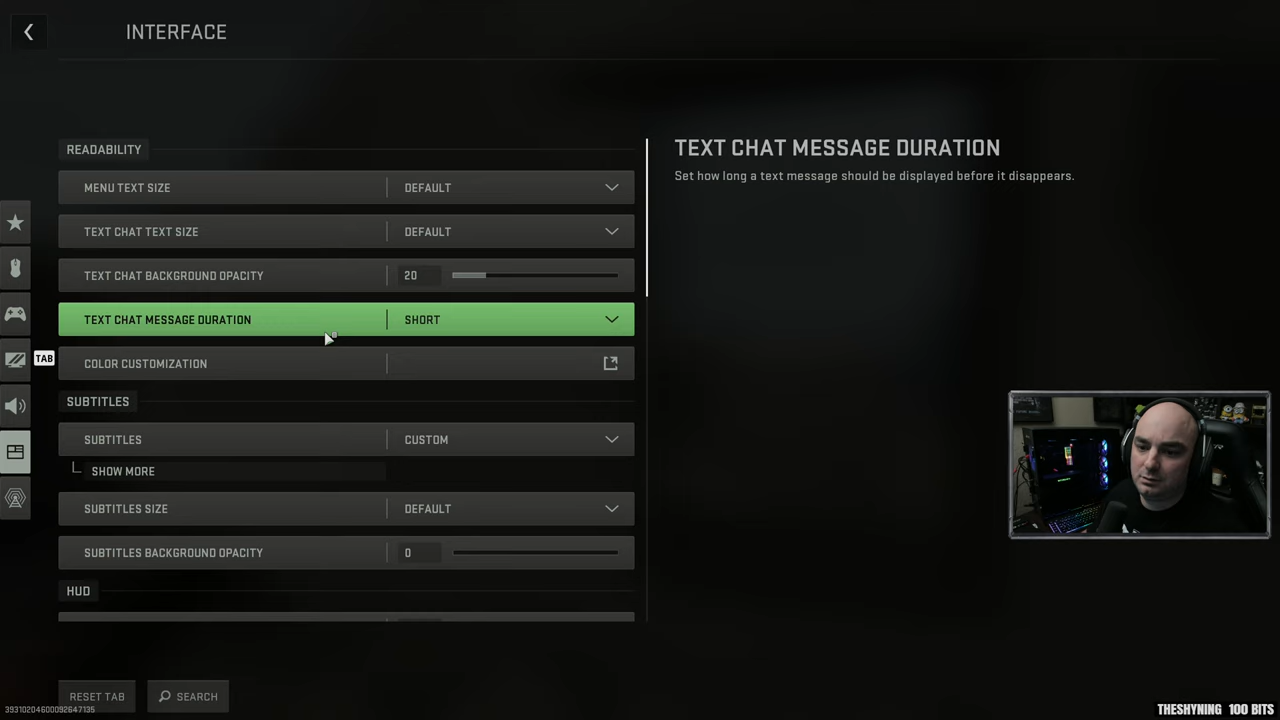 INTERFACE
READABILITY
MENU TEXT SIZE DEFAULT
TEXT CHAT TEXT SIZE DEFAULT
TEXT CHAT BACKGROUND OPACITY 20
TEXT CHAT MESSAGE DURATION SHORT
COLOR CUSTOMIZATION
SUBTITLES
SUBTITLES CUSTOM
SHOW MORE
SUBTITLES SIZE DEFAULT
SUBTITLES BACKGROUND OPACITY 0
HUD
TAB
TEXT CHAT MESSAGE DURATION
Set how long a text message should be displayed before it disappears.
RESET TAB SEARCH
39310204600092647135
THESHYNING 100 BITS